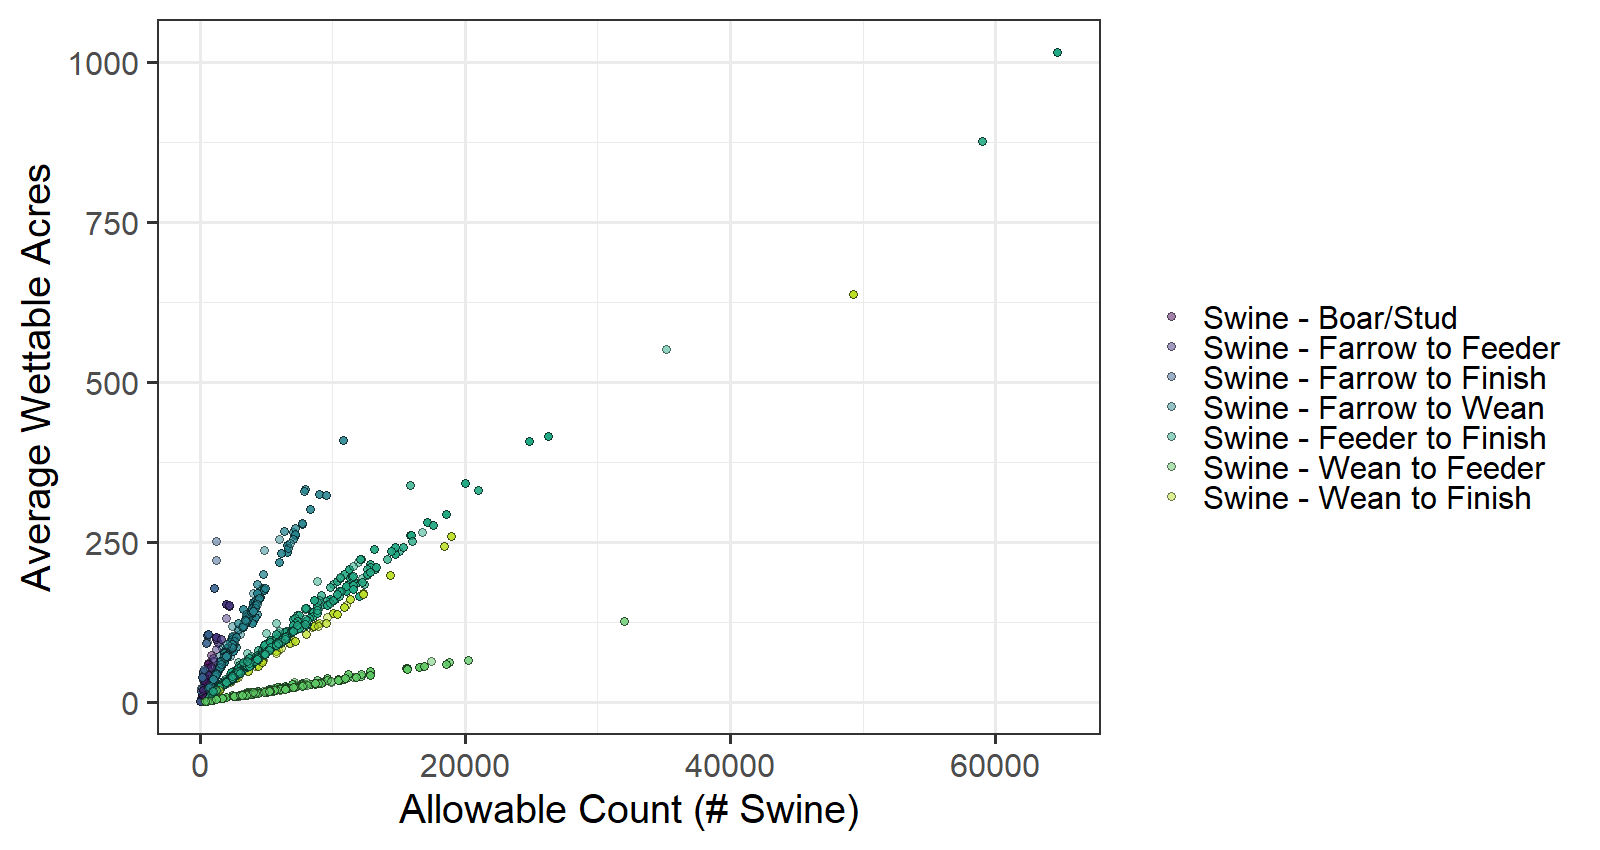 1000
750
500
250
0
Average Wettable Acres
0 20000 40000 60000
Allowable Count (# Swine)
Swine - Boar/Stud
Swine - Farrow to Feeder
Swine - Farrow to Finish
Swine - Farrow to Wean
Swine - Feeder to Finish
Swine - Wean to Feeder
Swine - Wean to Finish